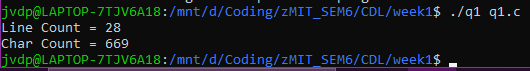 jvdp@LAPTOP-7TJV6A18:/mnt/d/Coding/zMIT_SEM6/CDL/week1$ ./q1 q1.c
Line Count = 28
Char Count = 669
jvdp@LAPTOP-7TJV6A18:/mnt/d/Coding/zMIT_SEM6/CDL/week1$